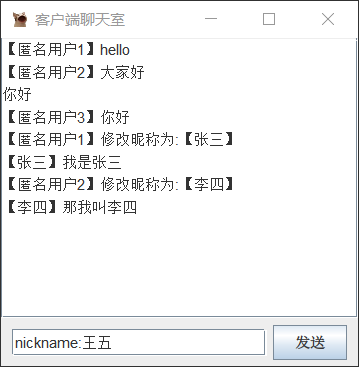 客户端聊天室
【匿名用户1】hello
【匿名用户2】大家好
你好
【匿名用户3】你好
【匿名用户1】修改昵称为:【张三】
【张三】我是张三
【匿名用户2】修改昵称为:【李四】
【李四】那我叫李四
nickname:王五
发送